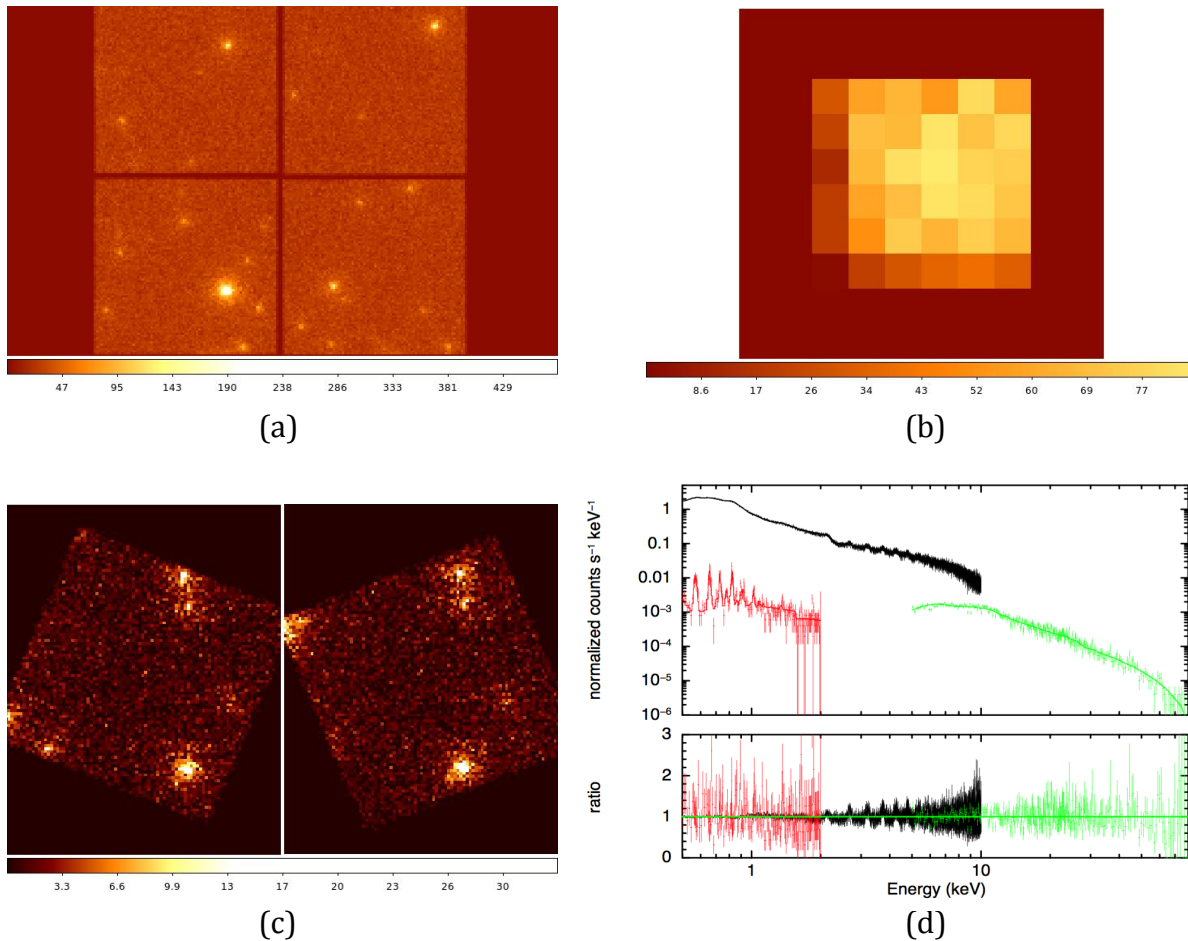 47 95 143 190 238 286 333 381 429
(a)
8.6 17 26 34 43 52 60 69 77
(b)
3.3 6.6 9.9 13 17 20 23 27 30
(c)
normalized counts s⁻¹ keV⁻¹
1
0.1
0.01
10⁻³
10⁻⁴
10⁻⁵
10⁻⁶
ratio
3
2
1
0
1 10
Energy (keV)
(d)